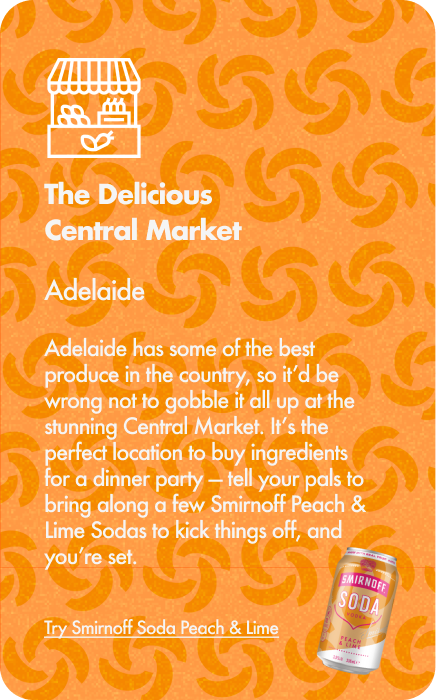 The Delicious
Central Market
Adelaide
Adelaide has some of the best
produce in the country, so it’d be
wrong not to gobble it all up at the
stunning Central Market. It’s the
perfect location to buy ingredients
for a dinner party – tell your pals to
bring along a few Smirnoff Peach &
Lime Sodas to kick things off, and
you’re set.
SMIRNOFF
SODA
PEACH
& LIME
Try Smirnoff Soda Peach & Lime